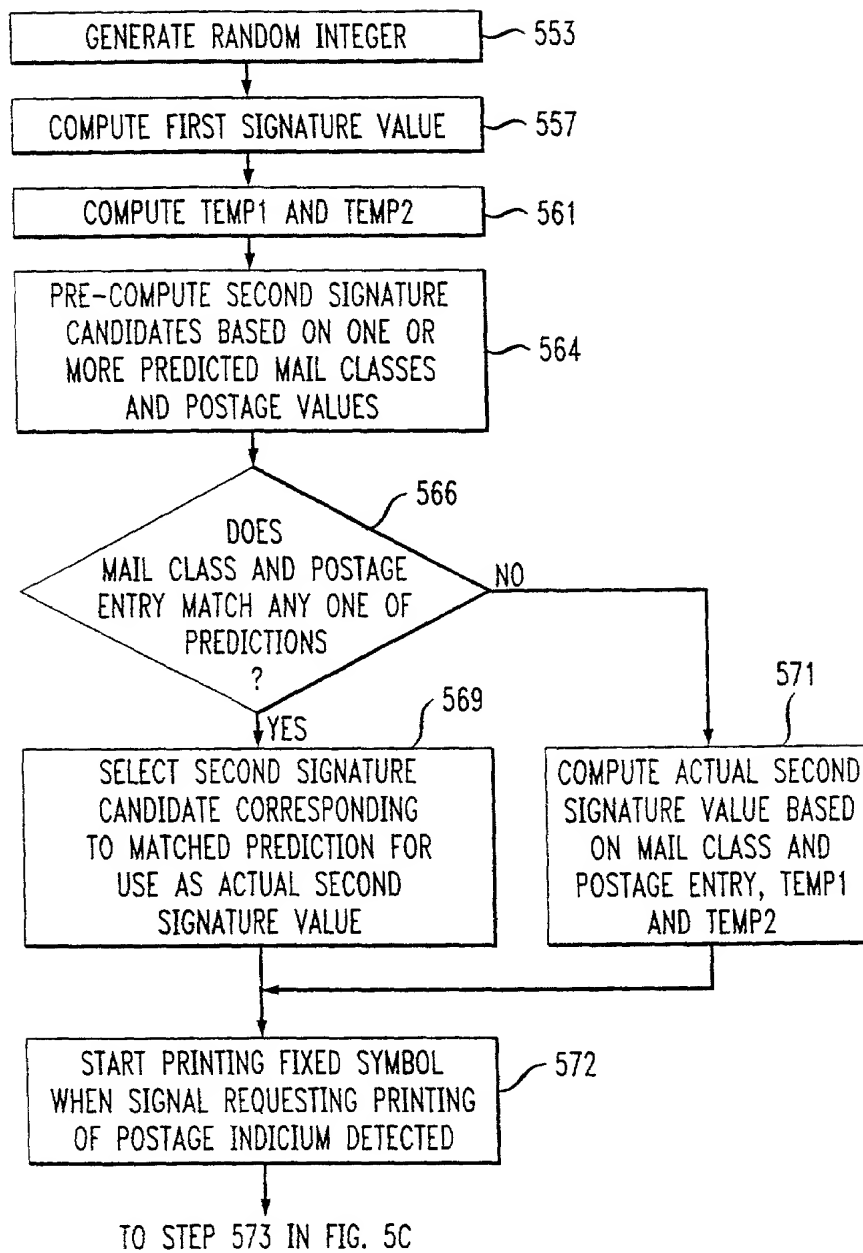 GENERATE RANDOM INTEGER
553
COMPUTE FIRST SIGNATURE VALUE
557
COMPUTE TEMP1 AND TEMP2
561
PRE-COMPUTE SECOND SIGNATURE
CANDIDATES BASED ON ONE OR
MORE PREDICTED MAIL CLASSES
AND POSTAGE VALUES
564
566
DOES
MAIL CLASS AND POSTAGE
ENTRY MATCH ANY ONE OF
PREDICTIONS
?
NO
YES
569
SELECT SECOND SIGNATURE
CANDIDATE CORRESPONDING
TO MATCHED PREDICTION FOR
USE AS ACTUAL SECOND
SIGNATURE VALUE
571
COMPUTE ACTUAL SECOND
SIGNATURE VALUE BASED
ON MAIL CLASS AND
POSTAGE ENTRY, TEMP1
AND TEMP2
START PRINTING FIXED SYMBOL
WHEN SIGNAL REQUESTING PRINTING
OF POSTAGE INDICIUM DETECTED
572
TO STEP 573 IN FIG. 5C